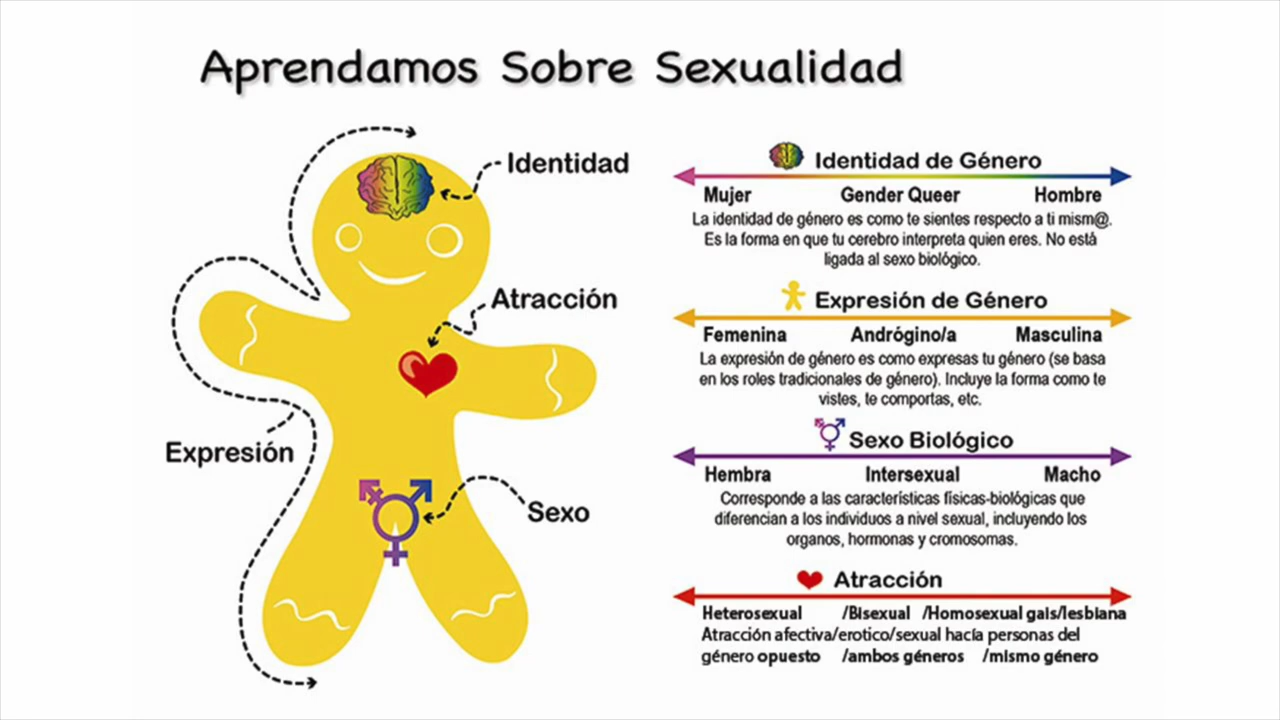 Aprendamos Sobre Sexualidad
Identidad
Atracción
Expresión
Sexo
Identidad de Género
Mujer Gender Queer Hombre
La identidad de género es como te sientes respecto a ti mism@.
Es la forma en que tu cerebro interpreta quien eres. No está
ligada al sexo biológico.
Expresión de Género
Femenina Andrógino/a Masculina
La expresión de género es como expresas tu género (se basa
en los roles tradicionales de género). Incluye la forma como te
vistes, te comportas, etc.
Sexo Biológico
Hembra Intersexual Macho
Corresponde a las características físicas-biológicas que
diferencian a los individuos a nivel sexual, incluyendo los
organos, hormonas y cromosomas.
Atracción
Heterosexual /Bisexual /Homosexual gais/lesbiana
Atracción afectiva/erotico/sexual hacía personas del
género opuesto /ambos géneros /mismo género